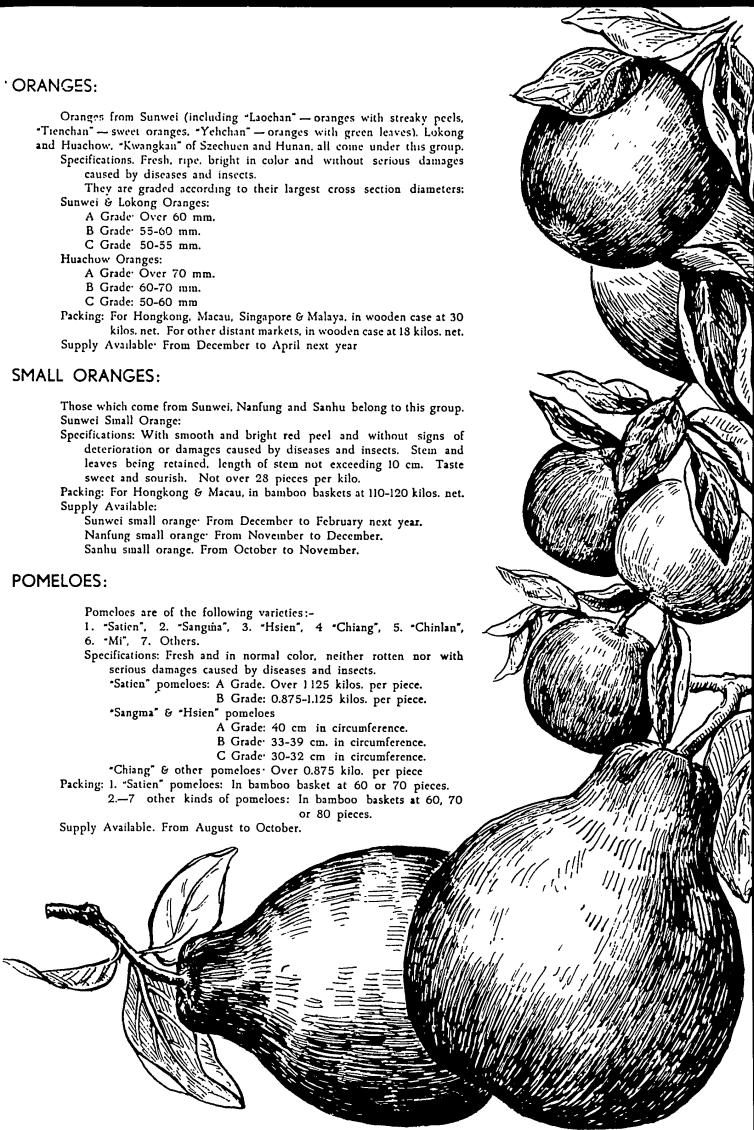 ORANGES:
Oranges from Sunwei (including "Laochan" — oranges with streaky peels,
"Tienchan" — sweet oranges, "Yehchan" — oranges with green leaves), Lokong
and Huachow, "Kwangkan" of Szechuen and Hunan, all come under this group.
Specifications. Fresh, ripe, bright in color and without serious damages
caused by diseases and insects.
They are graded according to their largest cross section diameters:
Sunwei & Lokong Oranges:
A Grade· Over 60 mm.
B Grade· 55-60 mm.
C Grade 50-55 mm.
Huachow Oranges:
A Grade· Over 70 mm.
B Grade· 60-70 mm.
C Grade: 50-60 mm
Packing: For Hongkong, Macau, Singapore & Malaya, in wooden case at 30
kilos. net. For other distant markets, in wooden case at 18 kilos. net.
Supply Available· From December to April next year
SMALL ORANGES:
Those which come from Sunwei, Nanfung and Sanhu belong to this group.
Sunwei Small Orange:
Specifications: With smooth and bright red peel and without signs of
deterioration or damages caused by diseases and insects. Stem and
leaves being retained, length of stem not exceeding 10 cm. Taste
sweet and sourish. Not over 28 pieces per kilo.
Packing: For Hongkong & Macau, in bamboo baskets at 110-120 kilos. net.
Supply Available:
Sunwei small orange· From December to February next year.
Nanfung small orange· From November to December.
Sanhu small orange. From October to November.
POMELOES:
Pomeloes are of the following varieties:-
1. "Satien", 2. "Sangma", 3. "Hsien", 4 "Chiang", 5. "Chinlan",
6. "Mi", 7. Others.
Specifications: Fresh and in normal color, neither rotten nor with
serious damages caused by diseases and insects.
"Satien" pomeloes: A Grade. Over 1 125 kilos. per piece.
B Grade: 0.875-1.125 kilos. per piece.
"Sangma" & "Hsien" pomeloes
A Grade: 40 cm in circumference.
B Grade· 33-39 cm. in circumference.
C Grade· 30-32 cm. in circumference.
"Chiang" & other pomeloes· Over 0.875 kilo. per piece
Packing: 1. "Satien" pomeloes: In bamboo basket at 60 or 70 pieces.
2.—7 other kinds of pomeloes: In bamboo baskets at 60, 70
or 80 pieces.
Supply Available. From August to October.